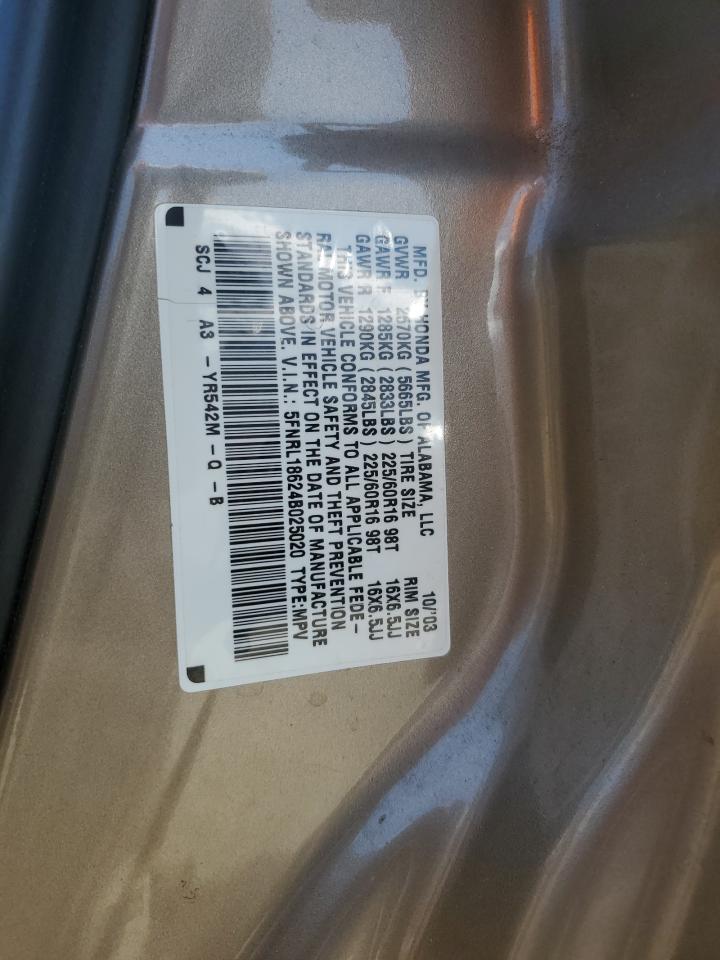 MFD. BY HONDA MFG. OF ALABAMA, LLC 10/'03
GVWR 2570KG (5665LBS) TIRE SIZE RIM SIZE
GAWR F 1285KG (2833LBS) 225/60R16 98T 16X6.5JJ
GAWR R 1290KG (2845LBS) 225/60R16 98T 16X6.5JJ
THIS VEHICLE CONFORMS TO ALL APPLICABLE FEDE-
RAL MOTOR VEHICLE SAFETY AND THEFT PREVENTION
STANDARDS IN EFFECT ON THE DATE OF MANUFACTURE
SHOWN ABOVE. V.I.N.: 5FNRL18624B025020 TYPE:MPV
SCJ 4 A3 - YR542M - Q - B